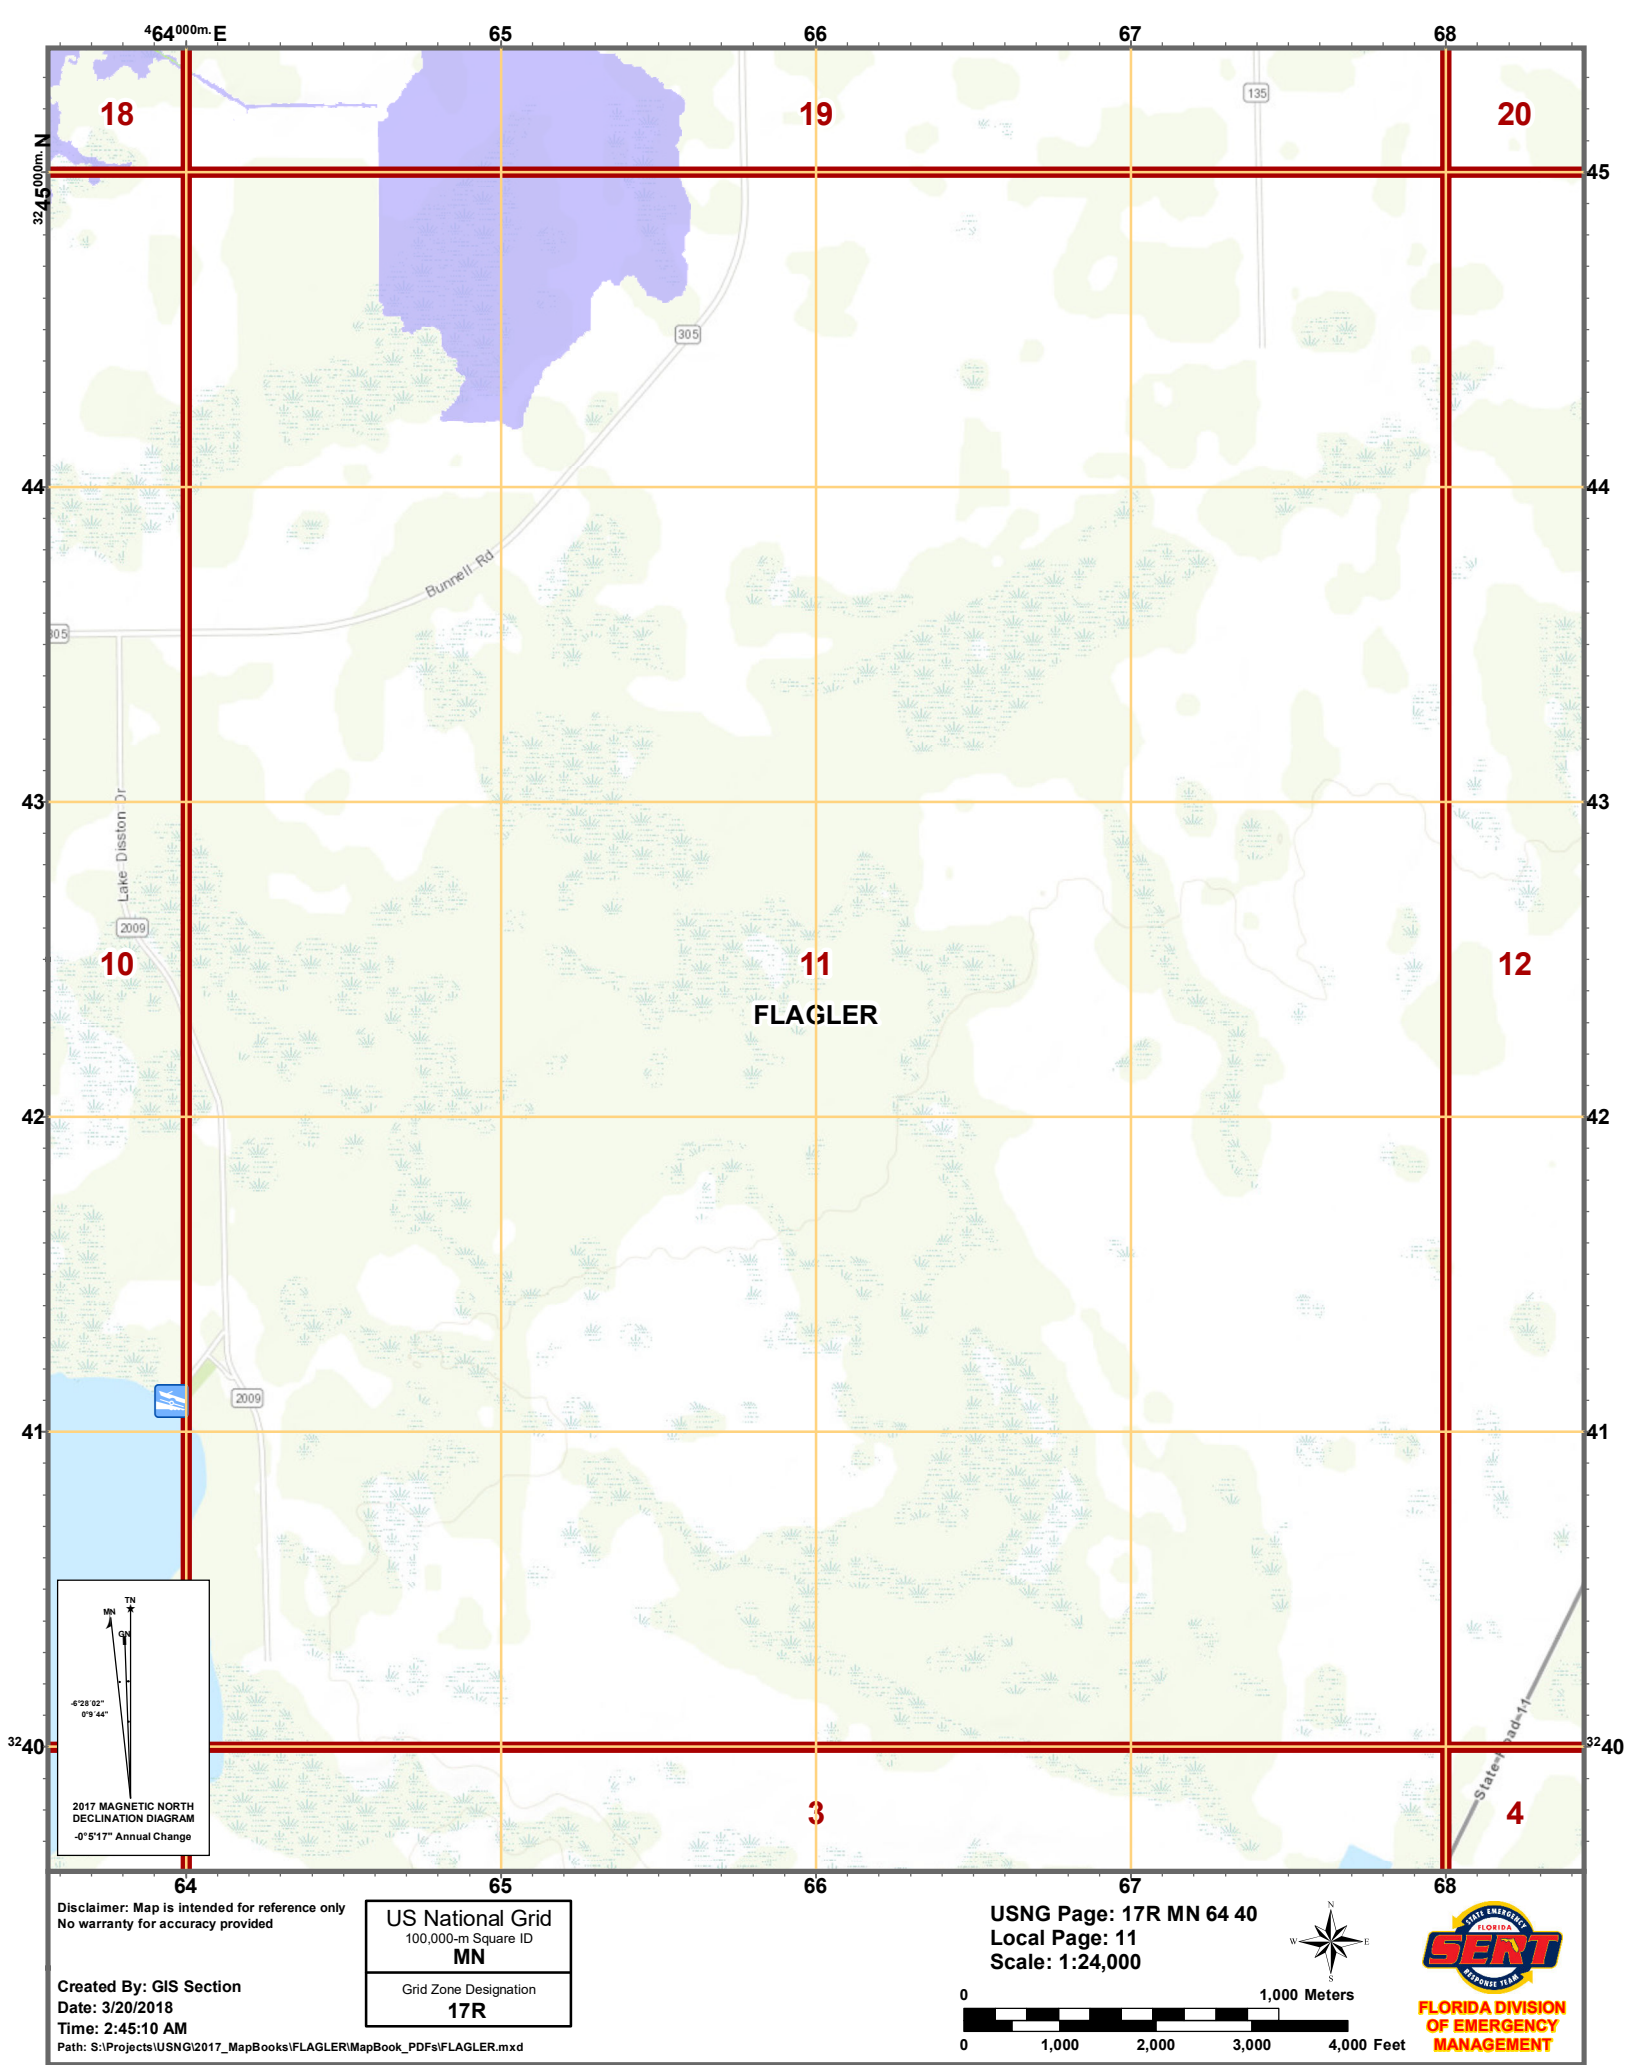 464000m.E 65 66 67 68
18 19 20
135
3245000m.N 45
305
44 44
Bunnell Rd
305
43 43
Lake Disston Dr
2009
10 11 12
FLAGLER
42 42
2009
41 41
TN
MN
GN
-6°28'02"
0°9'44"
State Road 11
3240 3240
2017 MAGNETIC NORTH
DECLINATION DIAGRAM
-0°5'17" Annual Change
3 4
64 65 66 67 68
Disclaimer: Map is intended for reference only
No warranty for accuracy provided
Created By: GIS Section
Date: 3/20/2018
Time: 2:45:10 AM
Path: S:\Projects\USNG\2017_MapBooks\FLAGLER\MapBook_PDFs\FLAGLER.mxd
US National Grid
100,000-m Square ID
MN
Grid Zone Designation
17R
USNG Page: 17R MN 64 40
Local Page: 11
Scale: 1:24,000
0 1,000 Meters
0 1,000 2,000 3,000 4,000 Feet
N
W E
S
STATE EMERGENCY
FLORIDA
SERT
RESPONSE TEAM
FLORIDA DIVISION
OF EMERGENCY
MANAGEMENT